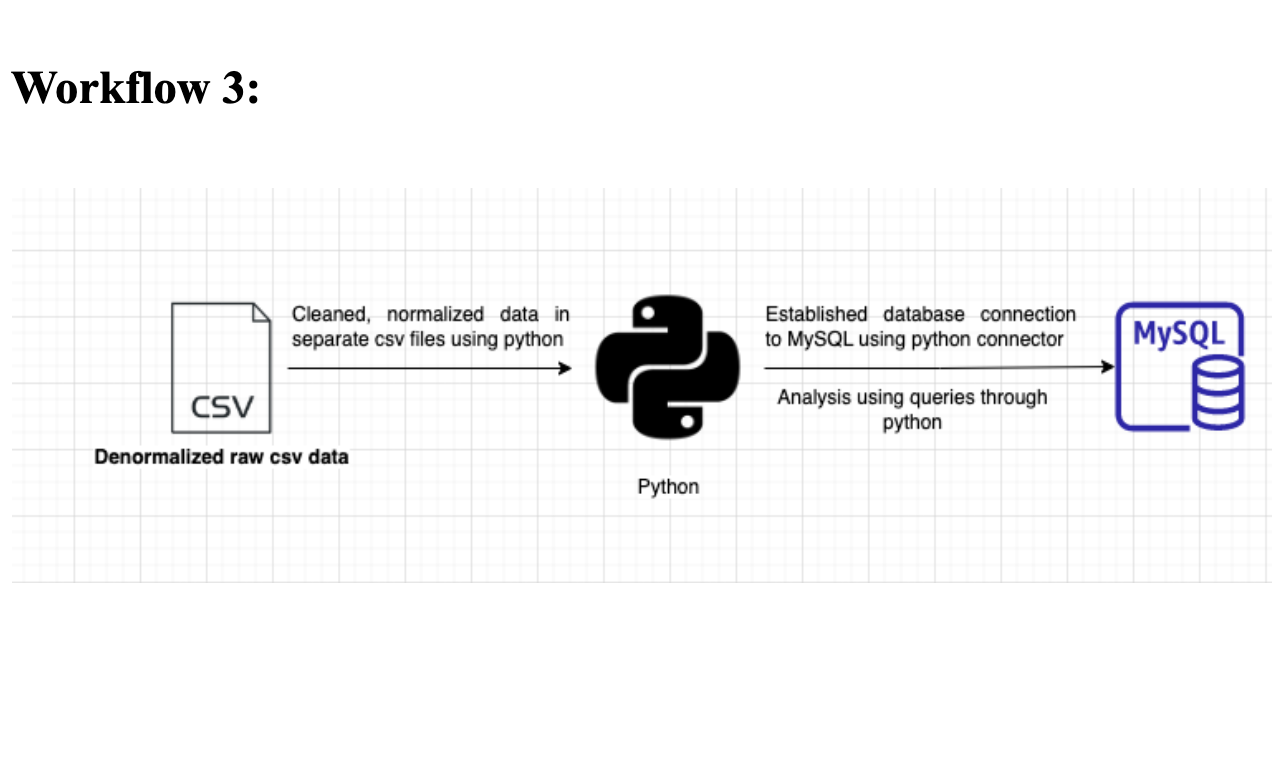 Workflow 3:
Cleaned, normalized data in
separate csv files using python
Established database connection
to MySQL using python connector
MySQL
Analysis using queries through
python
CSV
Denormalized raw csv data
Python